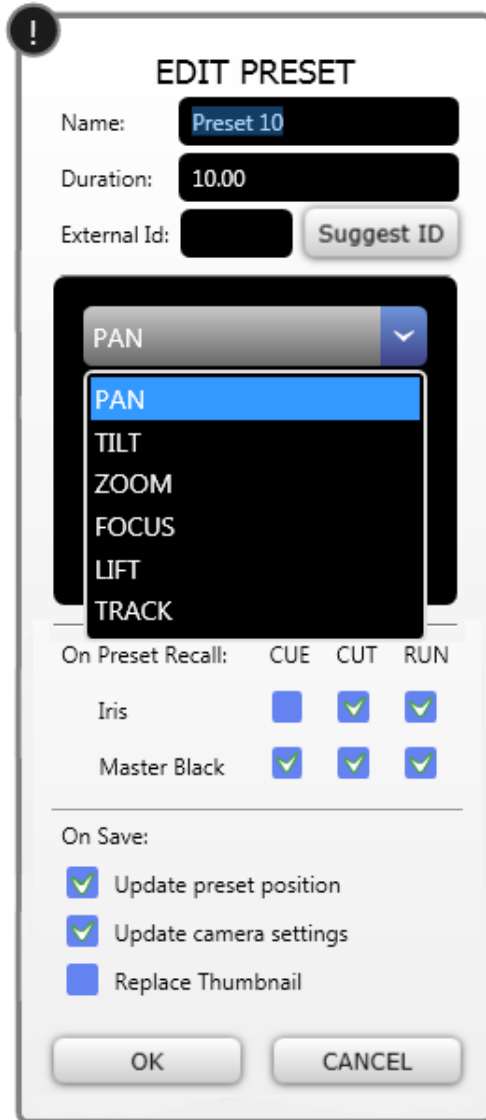 !
EDIT PRESET
Name: Preset 10
Duration: 10.00
External Id: Suggest ID
PAN
PAN
TILT
ZOOM
FOCUS
LIFT
TRACK
On Preset Recall: CUE CUT RUN
Iris
Master Black
On Save:
Update preset position
Update camera settings
Replace Thumbnail
OK CANCEL